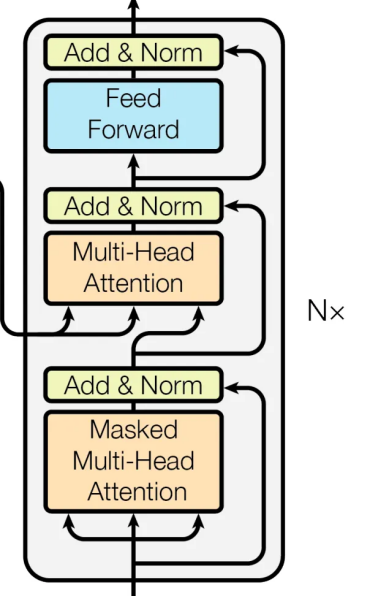 Add & Norm
Feed
Forward
Add & Norm
Multi-Head
Attention
N×
Add & Norm
Masked
Multi-Head
Attention